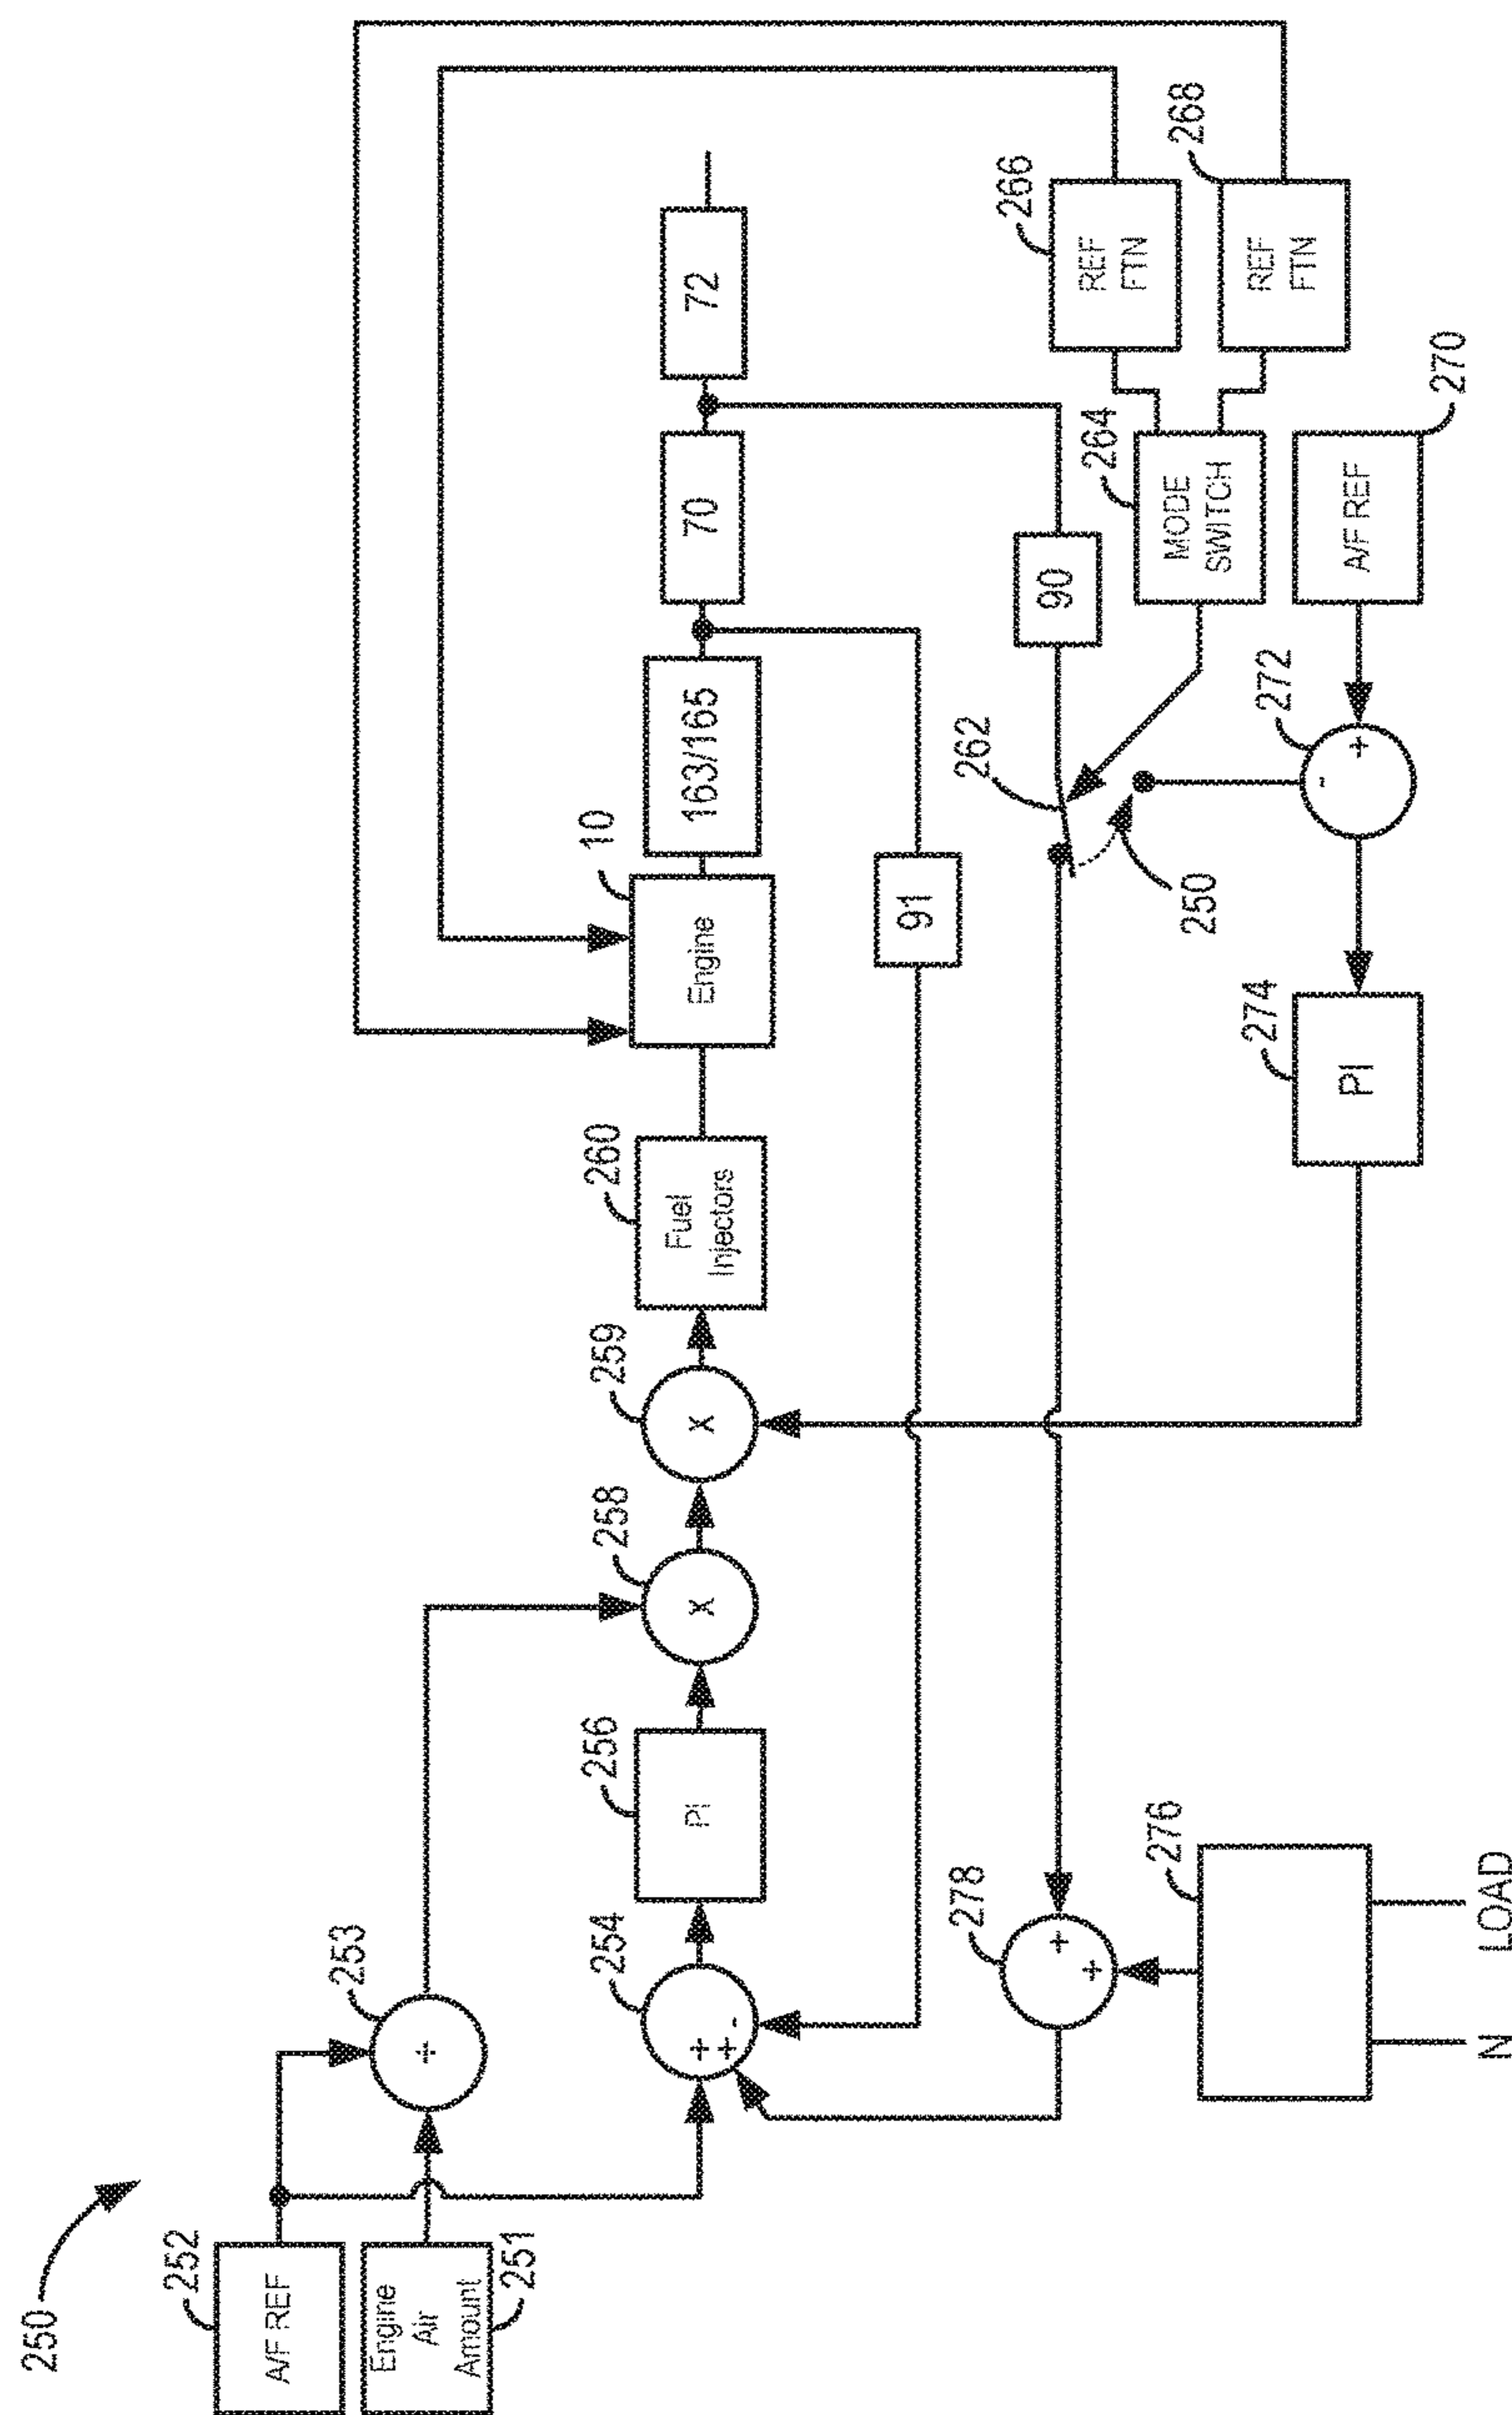 250
252
A/F REF
Engine
Air
Amount
251
253
÷
254
+
+
-
256
PI
258
X
259
X
260
Fuel
Injectors
10
Engine
163/165
70
72
91
90
262
250
264
MODE
SWITCH
266
REF
FTN
268
REF
FTN
270
A/F REF
272
+
-
274
PI
278
+
+
276
N
LOAD